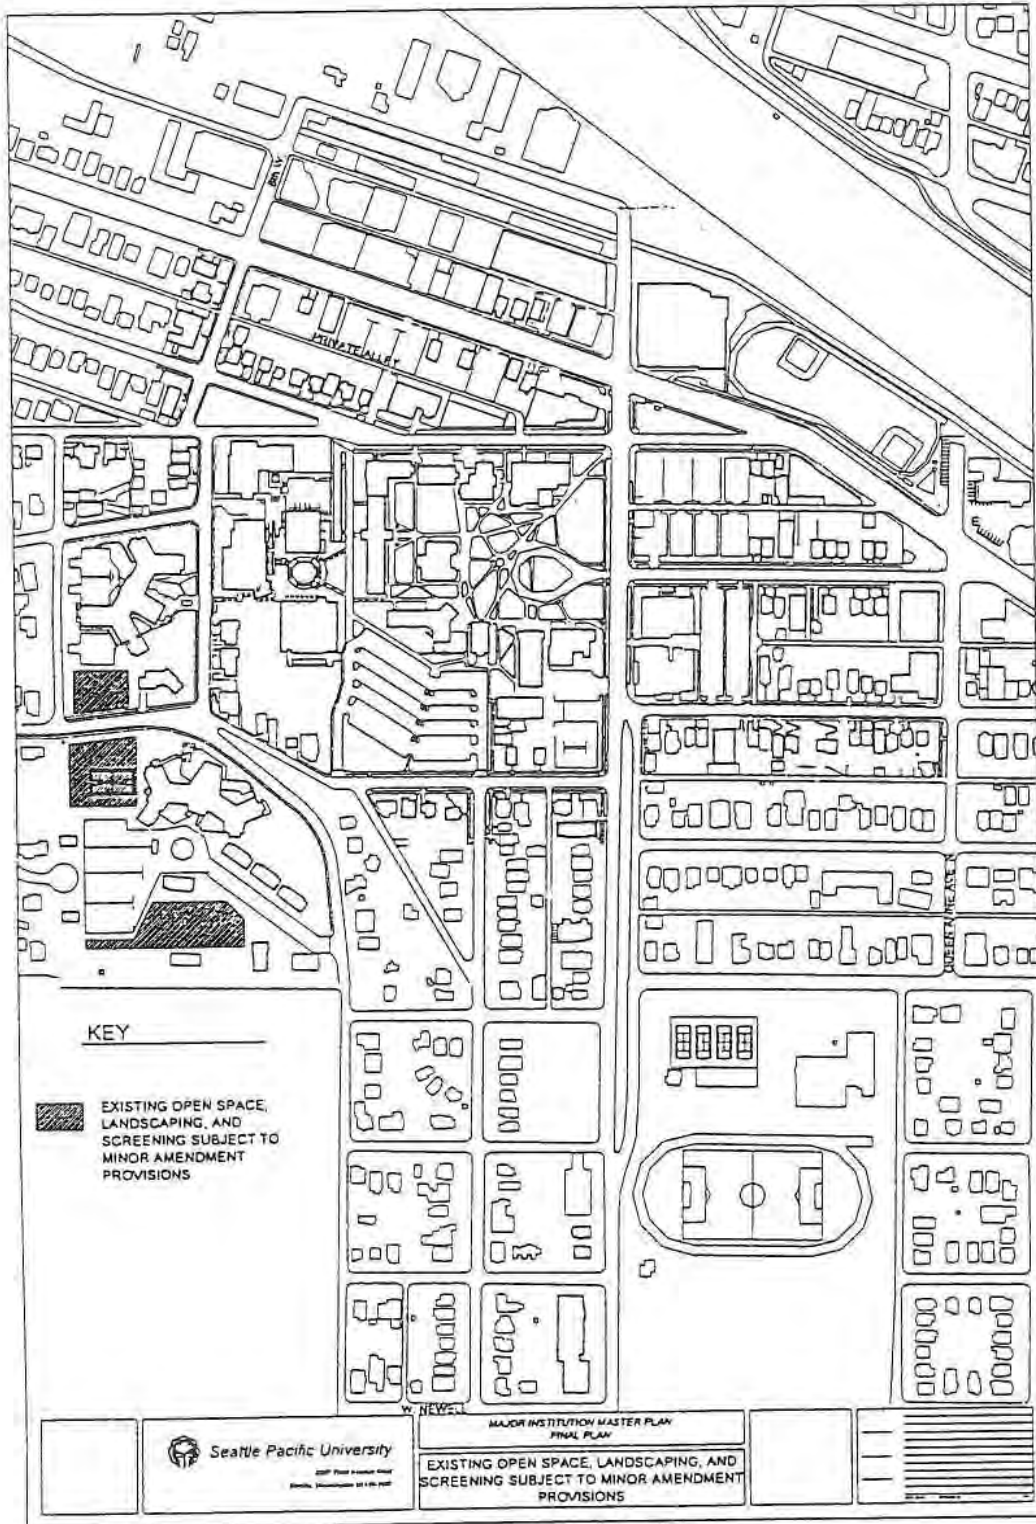 8th W
PRIVATE ALLEY
QUEEN ANNE AVE N
KEY
EXISTING OPEN SPACE,
LANDSCAPING, AND
SCREENING SUBJECT TO
MINOR AMENDMENT
PROVISIONS
W. NEWELL
Seattle Pacific University
MAJOR INSTITUTION MASTER PLAN
FINAL PLAN
EXISTING OPEN SPACE, LANDSCAPING, AND
SCREENING SUBJECT TO MINOR AMENDMENT
PROVISIONS